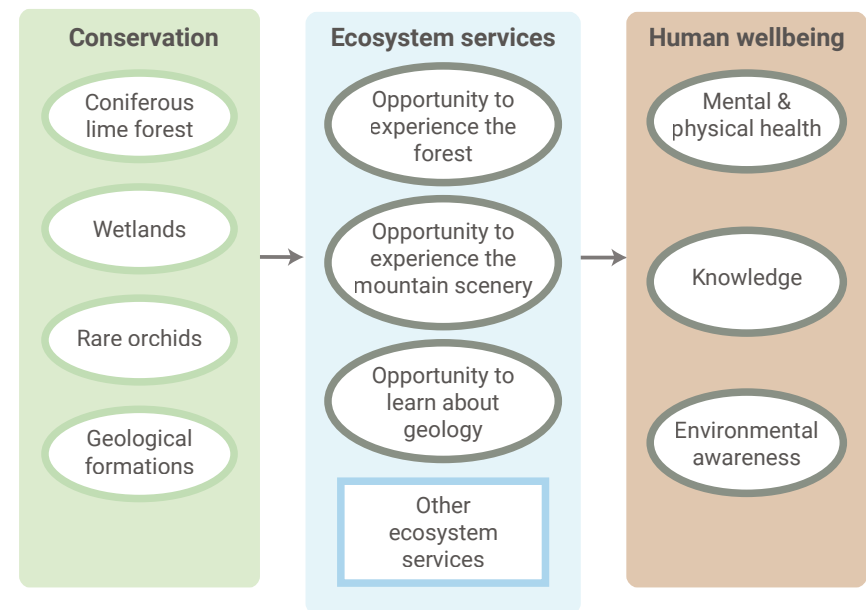 Conservation
Coniferous
lime forest
Wetlands
Rare orchids
Geological
formations
Ecosystem services
Opportunity to
experience the
forest
Opportunity to
experience the
mountain scenery
Opportunity to
learn about
geology
Other
ecosystem
services
Human wellbeing
Mental &
physical health
Knowledge
Environmental
awareness